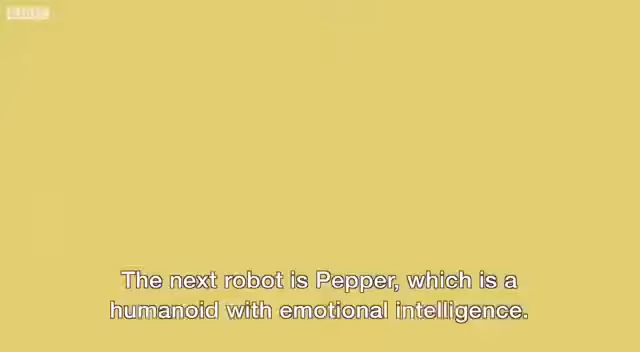 The next robot is Pepper, which is a
humanoid with emotional intelligence.